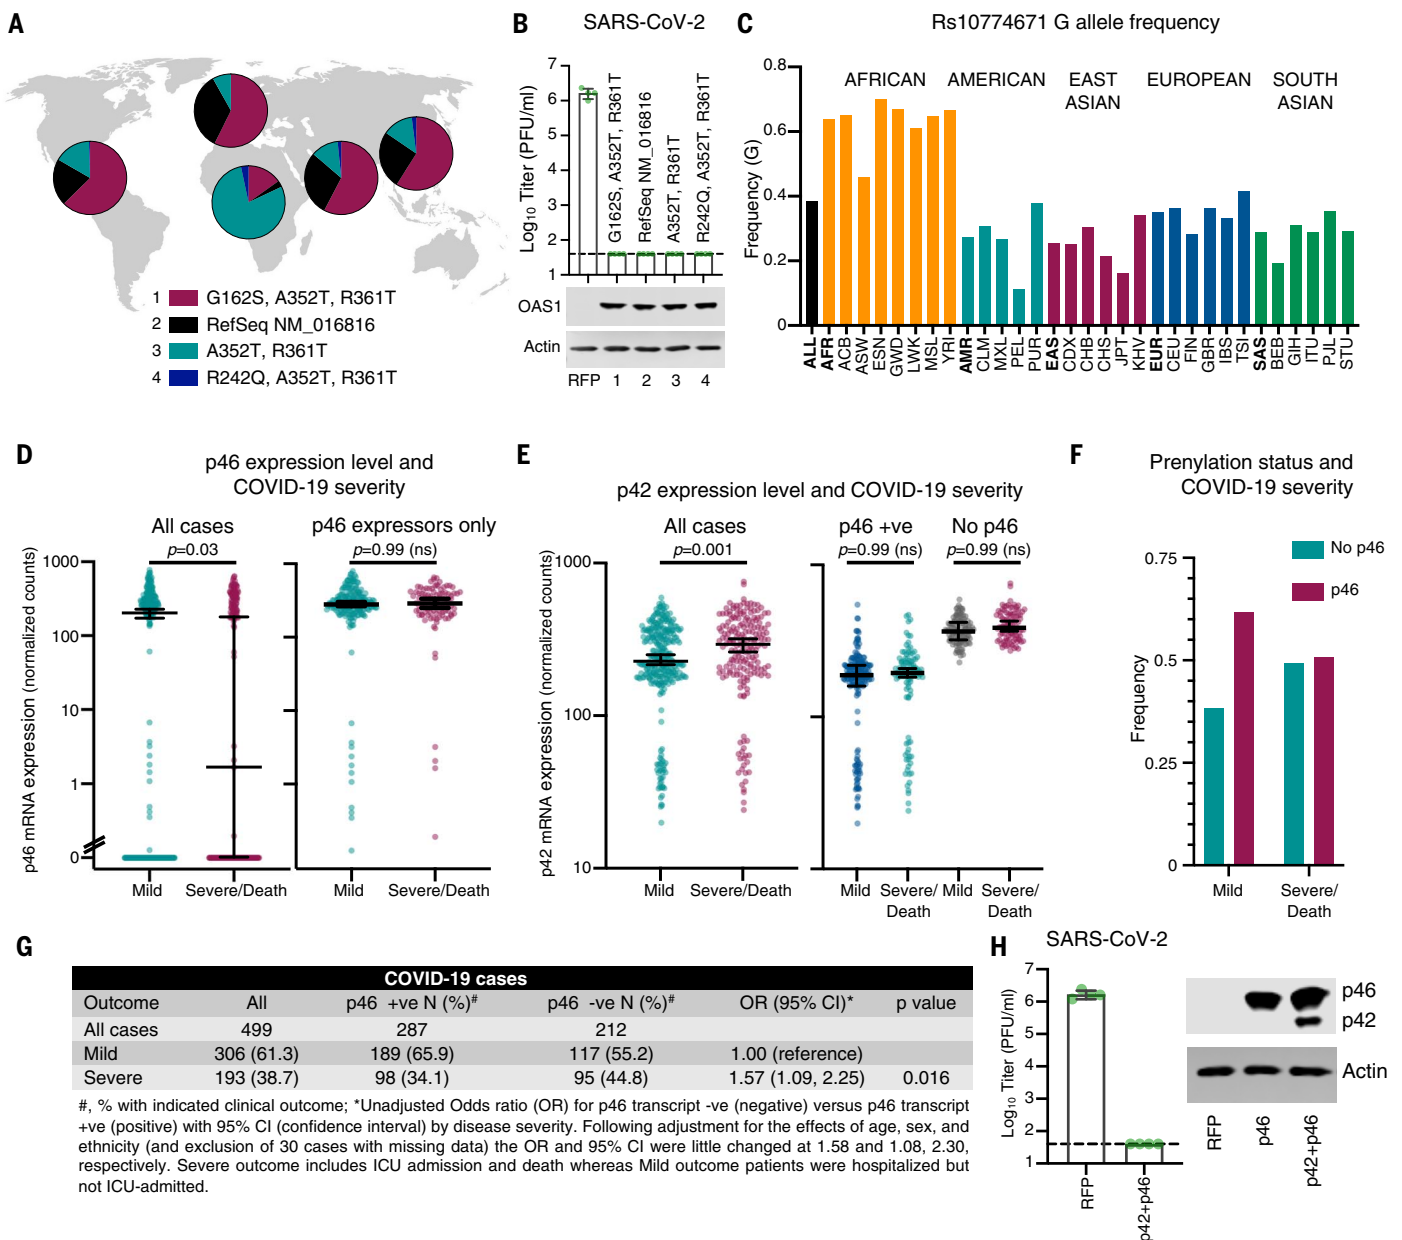 A
1 G162S, A352T, R361T
2 RefSeq NM_016816
3 A352T, R361T
4 R242Q, A352T, R361T
B
SARS-CoV-2
Log10 Titer (PFU/ml)
7
6
5
4
3
2
1
G162S, A352T, R361T
RefSeq NM_016816
A352T, R361T
R242Q, A352T, R361T
OAS1
Actin
RFP 1 2 3 4
C
Rs10774671 G allele frequency
AFRICAN AMERICAN EAST ASIAN EUROPEAN SOUTH ASIAN
Frequency (G)
0.8
0.6
0.4
0.2
0
ALL AFR ACB ASW ESN GWD LWK MSL YRI AMR CLM MXL PEL PUR EAS CDX CHB CHS JPT KHV EUR CEU FIN GBR IBS TSI SAS BEB GIH ITU PJL STU
D
p46 expression level and
COVID-19 severity
All cases p46 expressors only
p=0.03 p=0.99 (ns)
p46 mRNA expression (normalized counts)
1000
100
10
1
0
Mild Severe/Death Mild Severe/Death
E
p42 expression level and COVID-19 severity
All cases p46 +ve No p46
p=0.001 p=0.99 (ns) p=0.99 (ns)
p42 mRNA expression (normalized counts)
1000
100
10
Mild Severe/Death Mild Severe/Death Mild Severe/Death
F
Prenylation status and
COVID-19 severity
No p46
p46
Frequency
0.75
0.5
0.25
0
Mild Severe/
Death
G
COVID-19 cases
Outcome All p46 +ve N (%)# p46 -ve N (%)# OR (95% CI)* p value
All cases 499 287 212
Mild 306 (61.3) 189 (65.9) 117 (55.2) 1.00 (reference)
Severe 193 (38.7) 98 (34.1) 95 (44.8) 1.57 (1.09, 2.25) 0.016
#, % with indicated clinical outcome; *Unadjusted Odds ratio (OR) for p46 transcript -ve (negative) versus p46 transcript
+ve (positive) with 95% CI (confidence interval) by disease severity. Following adjustment for the effects of age, sex, and
ethnicity (and exclusion of 30 cases with missing data) the OR and 95% CI were little changed at 1.58 and 1.08, 2.30,
respectively. Severe outcome includes ICU admission and death whereas Mild outcome patients were hospitalized but
not ICU-admitted.
H
SARS-CoV-2
Log10 Titer (PFU/ml)
7
6
5
4
3
2
1
RFP
p42+p46
p46
p42
Actin
RFP
p46
p42+p46